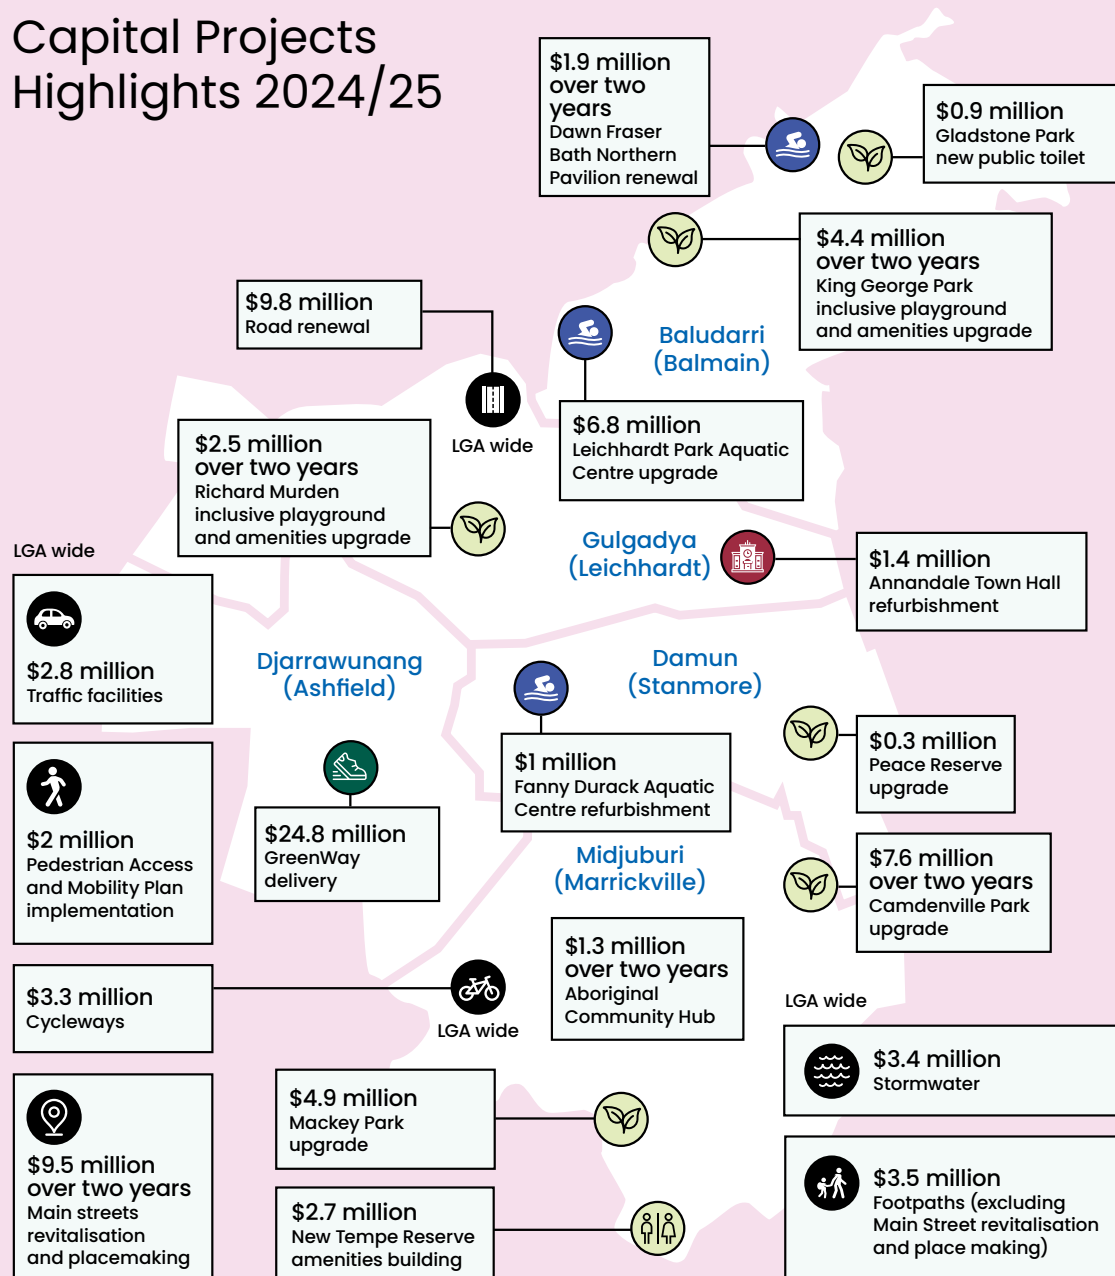 Capital Projects
Highlights 2024/25
$1.9 million
over two
years
Dawn Fraser
Bath Northern
Pavilion renewal
$0.9 million
Gladstone Park
new public toilet
$4.4 million
over two years
King George Park
inclusive playground
and amenities upgrade
$9.8 million
Road renewal
LGA wide
Baludarri
(Balmain)
$6.8 million
Leichhardt Park Aquatic
Centre upgrade
$2.5 million
over two years
Richard Murden
inclusive playground
and amenities upgrade
Gulgadya
(Leichhardt)
$1.4 million
Annandale Town Hall
refurbishment
LGA wide
$2.8 million
Traffic facilities
Djarrawunang
(Ashfield)
Damun
(Stanmore)
$0.3 million
Peace Reserve
upgrade
$1 million
Fanny Durack Aquatic
Centre refurbishment
$2 million
Pedestrian Access
and Mobility Plan
implementation
$24.8 million
GreenWay
delivery
Midjuburi
(Marrickville)
$7.6 million
over two years
Camdenville Park
upgrade
$1.3 million
over two years
Aboriginal
Community Hub
$3.3 million
Cycleways
LGA wide
LGA wide
$3.4 million
Stormwater
$4.9 million
Mackey Park
upgrade
$9.5 million
over two years
Main streets
revitalisation
and placemaking
$2.7 million
New Tempe Reserve
amenities building
$3.5 million
Footpaths (excluding
Main Street revitalisation
and place making)